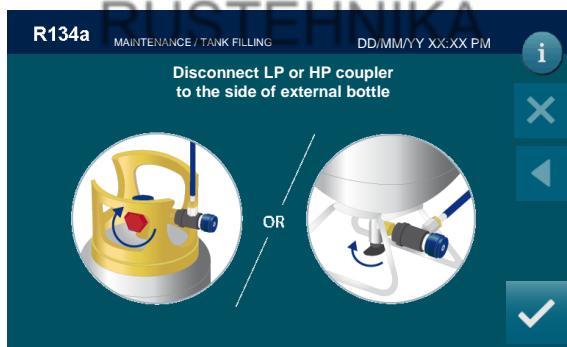 RUSTEHNIKA
R134a
MAINTENANCE / TANK FILLING
DD/MM/YY XX:XX PM
i
Disconnect LP or HP coupler
to the side of external bottle
OR